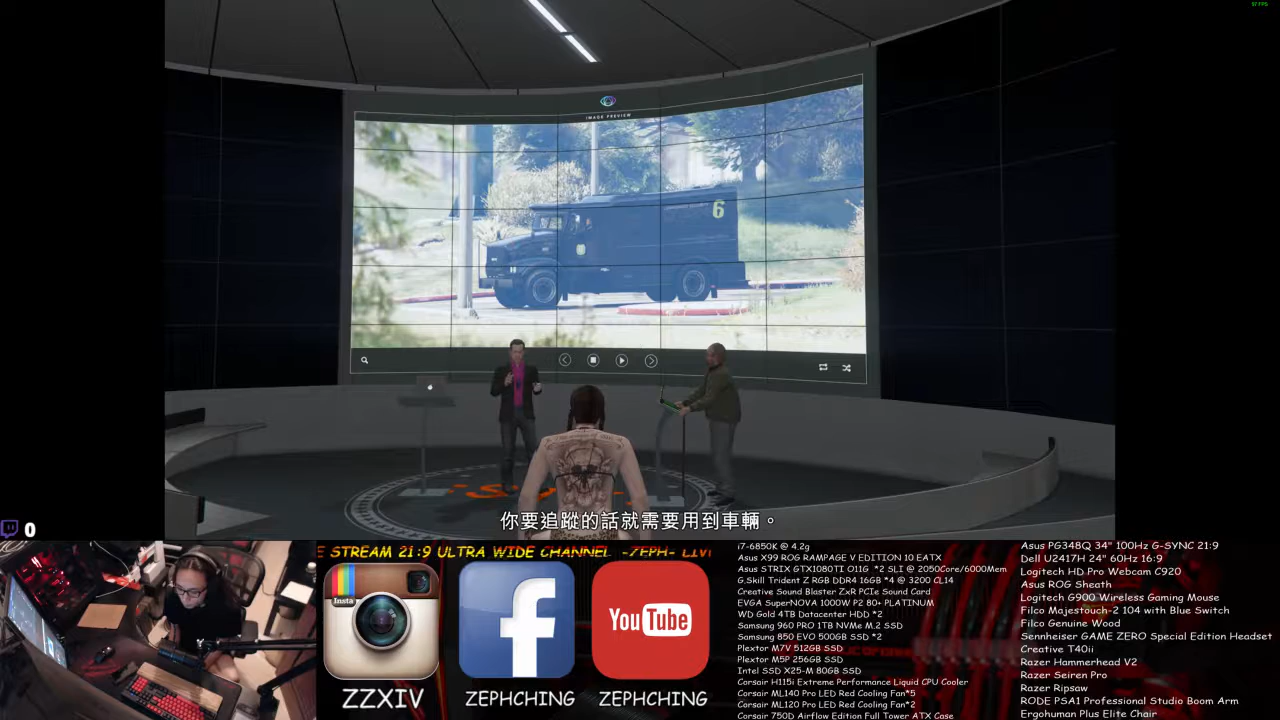 67 FPS
IMAGE PREVIEW
6
你要追蹤的話就需要用到車輛。
0
E STREAM 21:9 ULTRA WIDE CHANNEL -ZEPH- LIVI
Insta
ZZXIV
f
ZEPHCHING
YouTube
ZEPHCHING
i7-6850K @ 4.2g
Asus X99 ROG RAMPAGE V EDITION 10 EATX
Asus STRIX GTX1080TI O11G *2 SLI @ 2050Core/6000Mem
G.Skill Trident Z RGB DDR4 16GB *4 @ 3200 CL14
Creative Sound Blaster ZxR PCIe Sound Card
EVGA SuperNOVA 1000W P2 80+ PLATINUM
WD Gold 4TB Datacenter HDD *2
Samsung 960 PRO 1TB NVMe M.2 SSD
Samsung 850 EVO 500GB SSD *2
Plextor M7V 512GB SSD
Plextor M5P 256GB SSD
Intel SSD X25-M 80GB SSD
Corsair H115i Extreme Performance Liquid CPU Cooler
Corsair ML140 Pro LED Red Cooling Fan*5
Corsair ML120 Pro LED Red Cooling Fan*2
Corsair 750D Airflow Edition Full Tower ATX Case
Asus PG348Q 34" 100Hz G-SYNC 21:9
Dell U2417H 24" 60Hz 16:9
Logitech HD Pro Webcam C920
Asus ROG Sheath
Logitech G900 Wireless Gaming Mouse
Filco Majestouch-2 104 with Blue Switch
Filco Genuine Wood
Sennheiser GAME ZERO Special Edition Headset
Creative T40ii
Razer Hammerhead V2
Razer Seiren Pro
Razer Ripsaw
RODE PSA1 Professional Studio Boom Arm
Ergohuman Plus Elite Chair